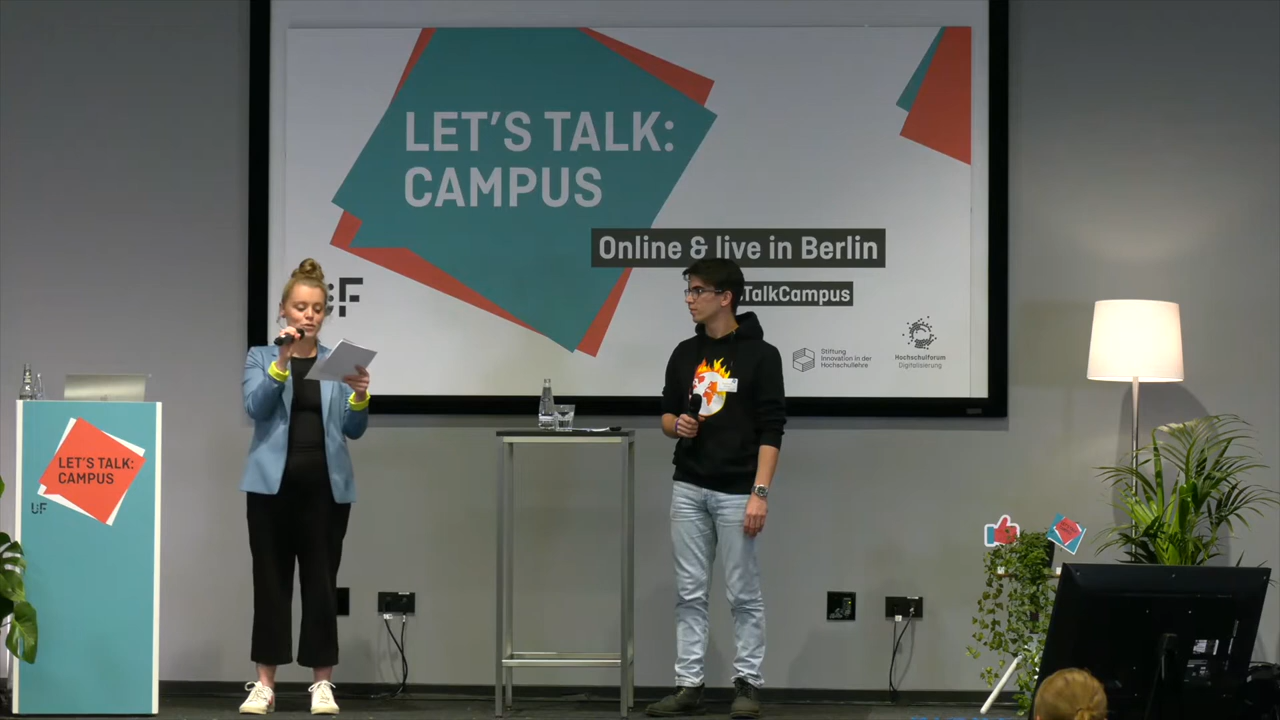 LET'S TALK:
CAMPUS
Online & live in Berlin
TalkCampus
:F
Stiftung
Innovation in der
Hochschullehre
Hochschulforum
Digitalisierung
LET'S TALK:
CAMPUS